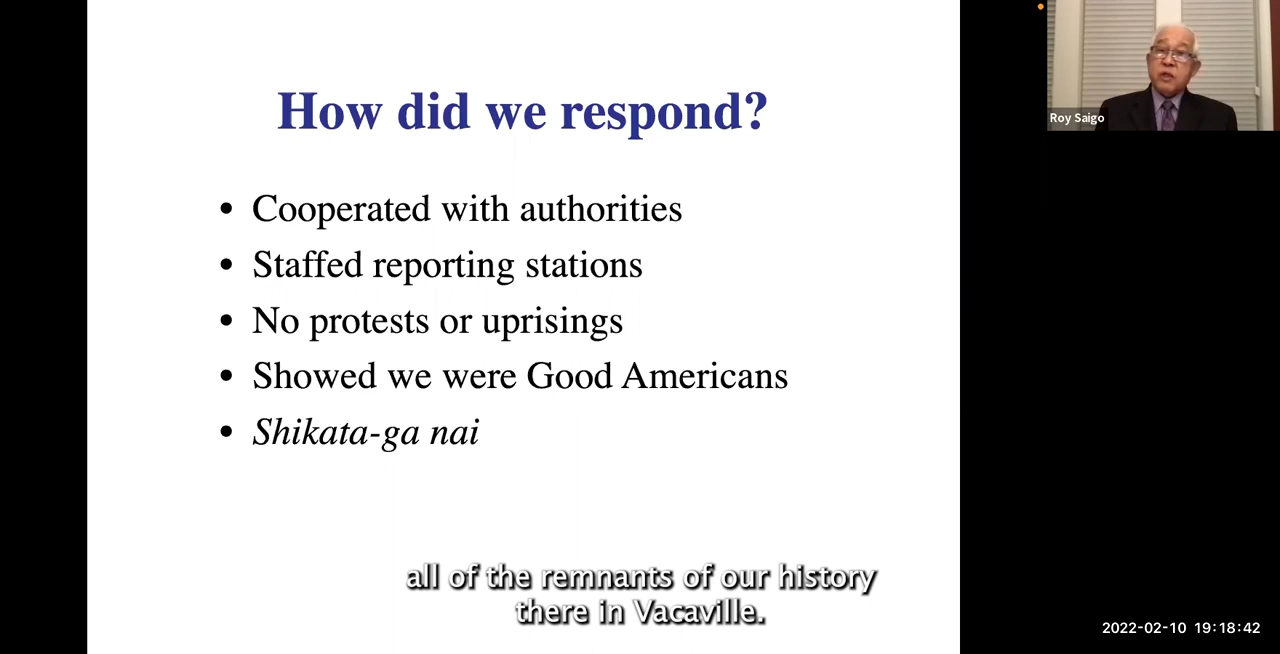 How did we respond?
• Cooperated with authorities
• Staffed reporting stations
• No protests or uprisings
• Showed we were Good Americans
• Shikata-ga nai
all of the remnants of our history
there in Vacaville.
Roy Saigo
2022-02-10 19:18:42